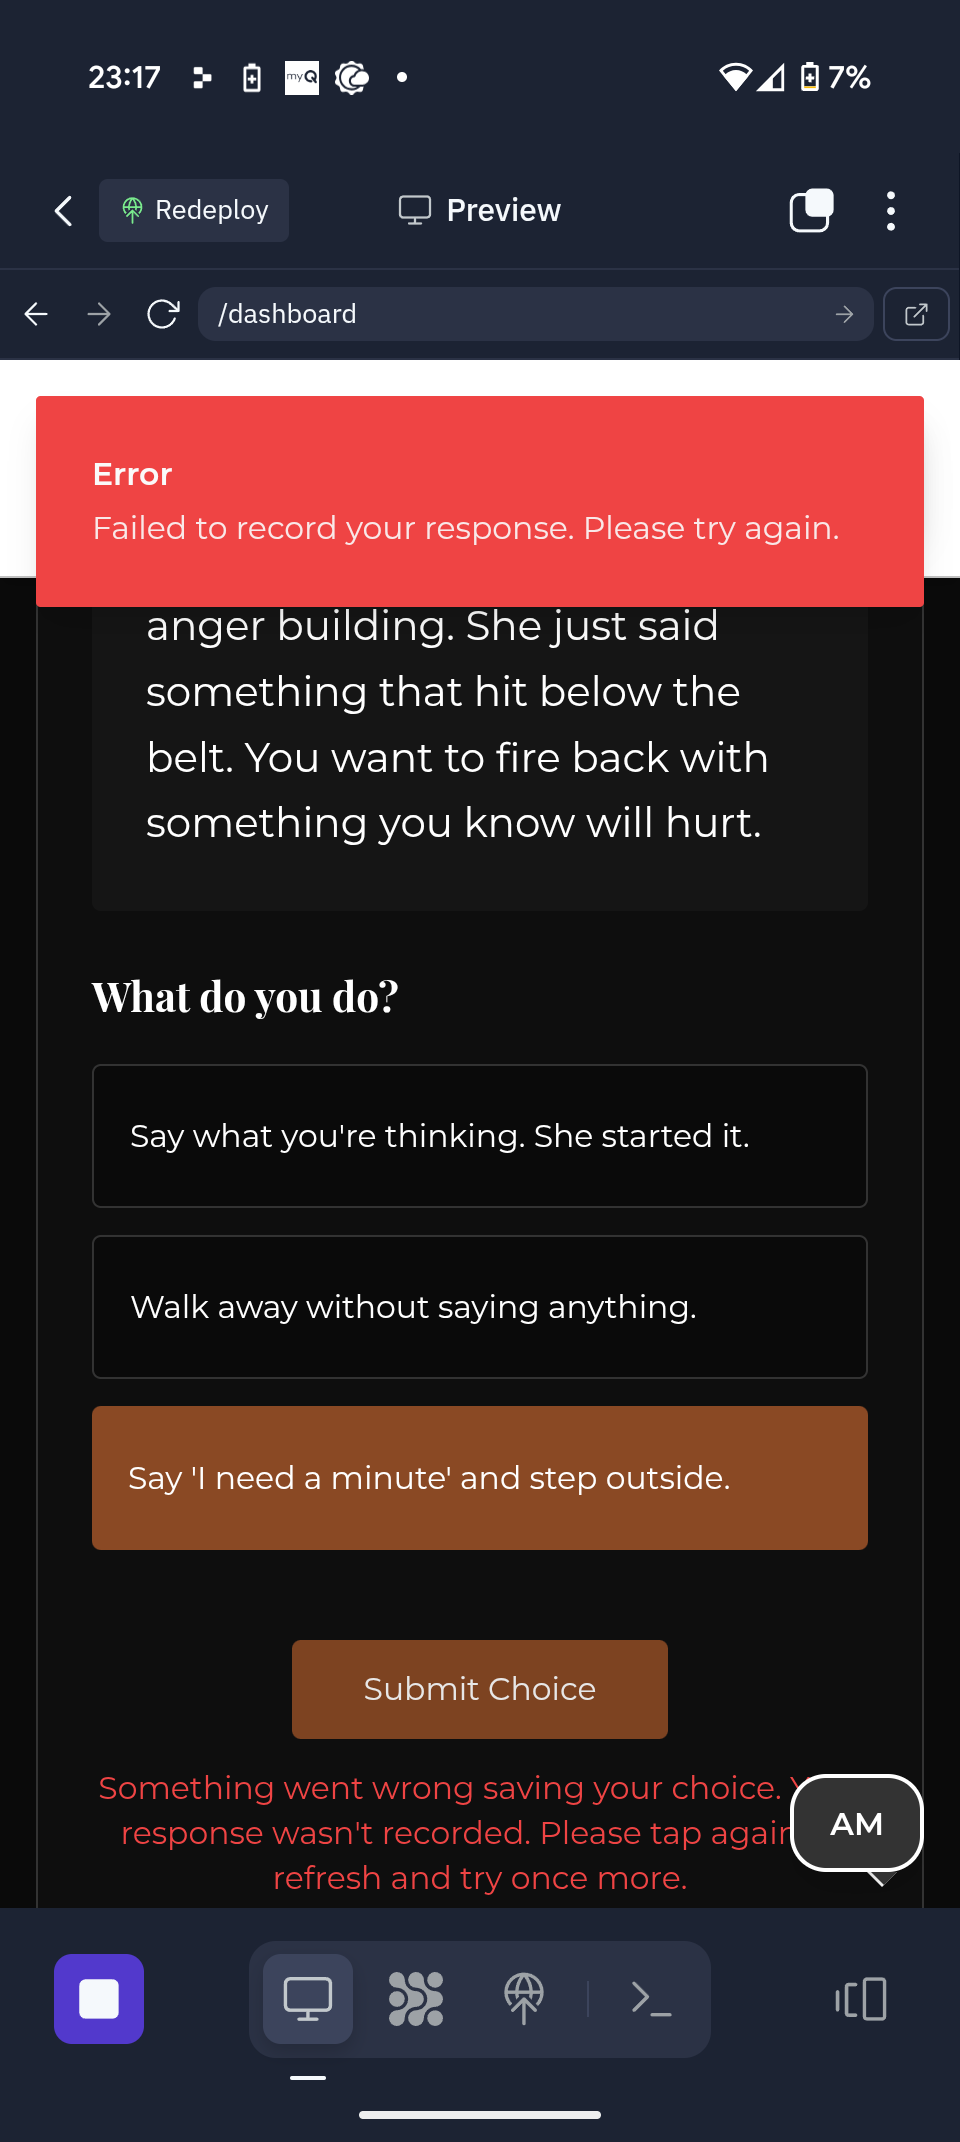 23:17
myQ
7%
Redeploy
Preview
/dashboard
Error
Failed to record your response. Please try again.
anger building. She just said
something that hit below the
belt. You want to fire back with
something you know will hurt.
What do you do?
Say what you're thinking. She started it.
Walk away without saying anything.
Say 'I need a minute' and step outside.
Submit Choice
Something went wrong saving your choice.
response wasn't recorded. Please tap again
AM
refresh and try once more.